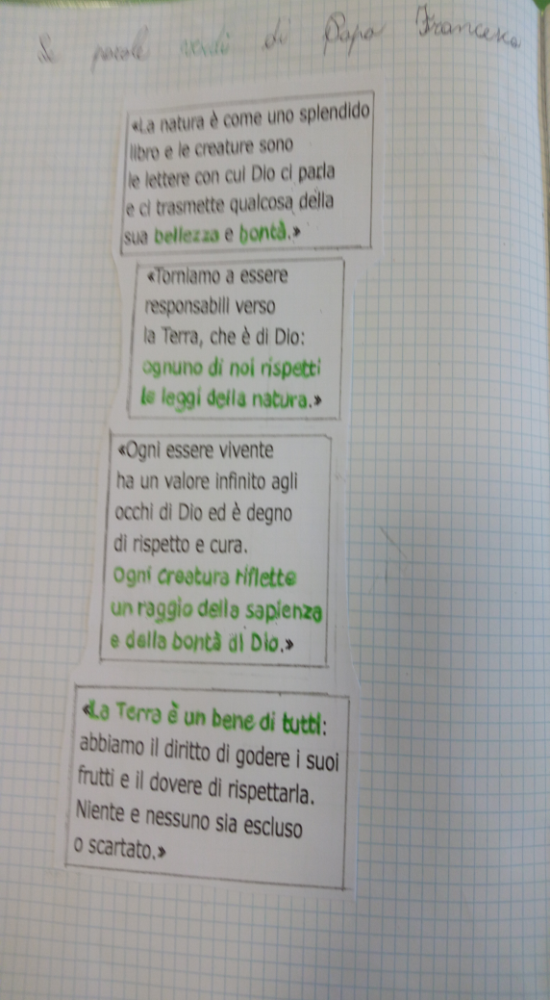 Le parole verdi di Papa Francesco
«La natura è come uno splendido
libro e le creature sono
le lettere con cui Dio ci parla
e ci trasmette qualcosa della
sua bellezza e bontà.»
«Torniamo a essere
responsabili verso
la Terra, che è di Dio:
ognuno di noi rispetti
le leggi della natura.»
«Ogni essere vivente
ha un valore infinito agli
occhi di Dio ed è degno
di rispetto e cura.
Ogni creatura riflette
un raggio della sapienza
e della bontà di Dio.»
«La Terra è un bene di tutti:
abbiamo il diritto di godere i suoi
frutti e il dovere di rispettarla.
Niente e nessuno sia escluso
o scartato.»